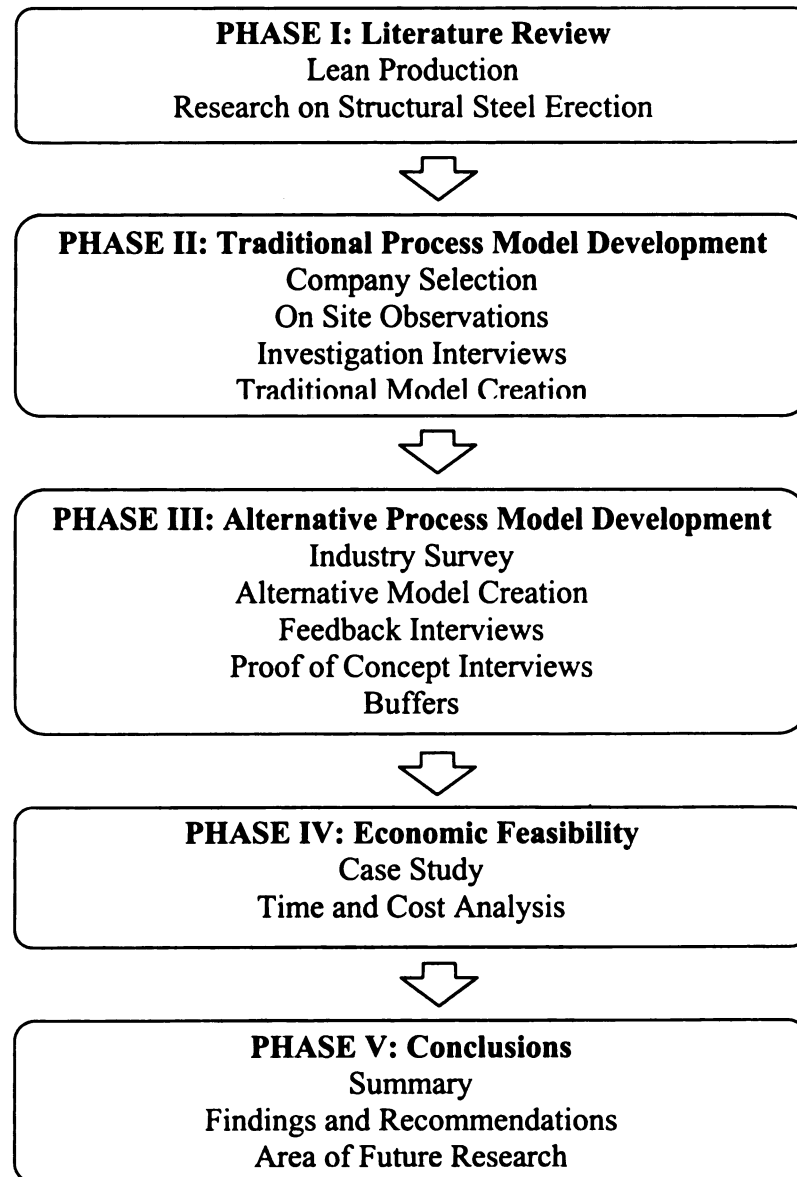 PHASE I: Literature Review
Lean Production
Research on Structural Steel Erection
PHASE II: Traditional Process Model Development
Company Selection
On Site Observations
Investigation Interviews
Traditional Model Creation
PHASE III: Alternative Process Model Development
Industry Survey
Alternative Model Creation
Feedback Interviews
Proof of Concept Interviews
Buffers
PHASE IV: Economic Feasibility
Case Study
Time and Cost Analysis
PHASE V: Conclusions
Summary
Findings and Recommendations
Area of Future Research